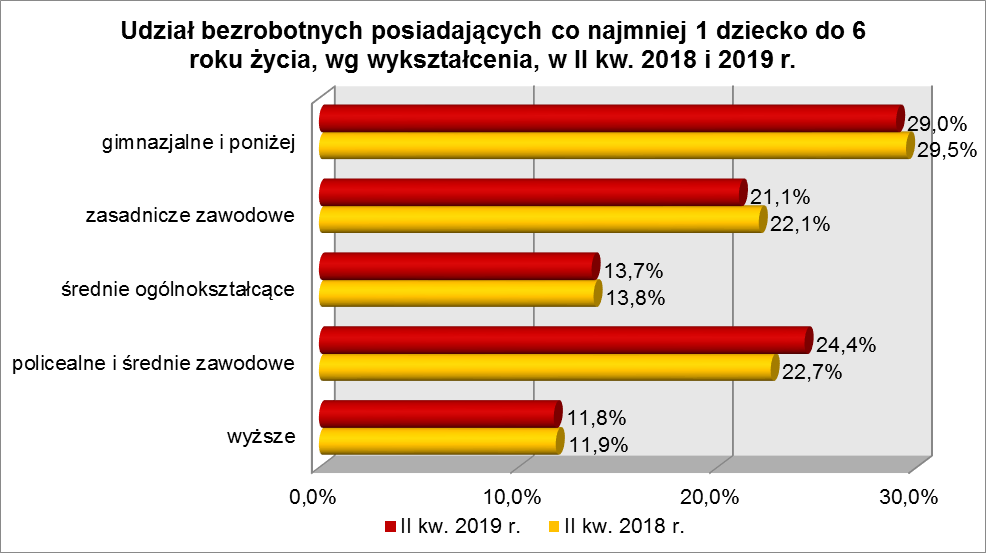 Udział bezrobotnych posiadających co najmniej 1 dziecko do 6
roku życia, wg wykształcenia, w II kw. 2018 i 2019 r.
gimnazjalne i poniżej
29,0%
29,5%
zasadnicze zawodowe
21,1%
22,1%
średnie ogólnokształcące
13,7%
13,8%
policealne i średnie zawodowe
24,4%
22,7%
wyższe
11,8%
11,9%
0,0% 10,0% 20,0% 30,0%
II kw. 2019 r. II kw. 2018 r.